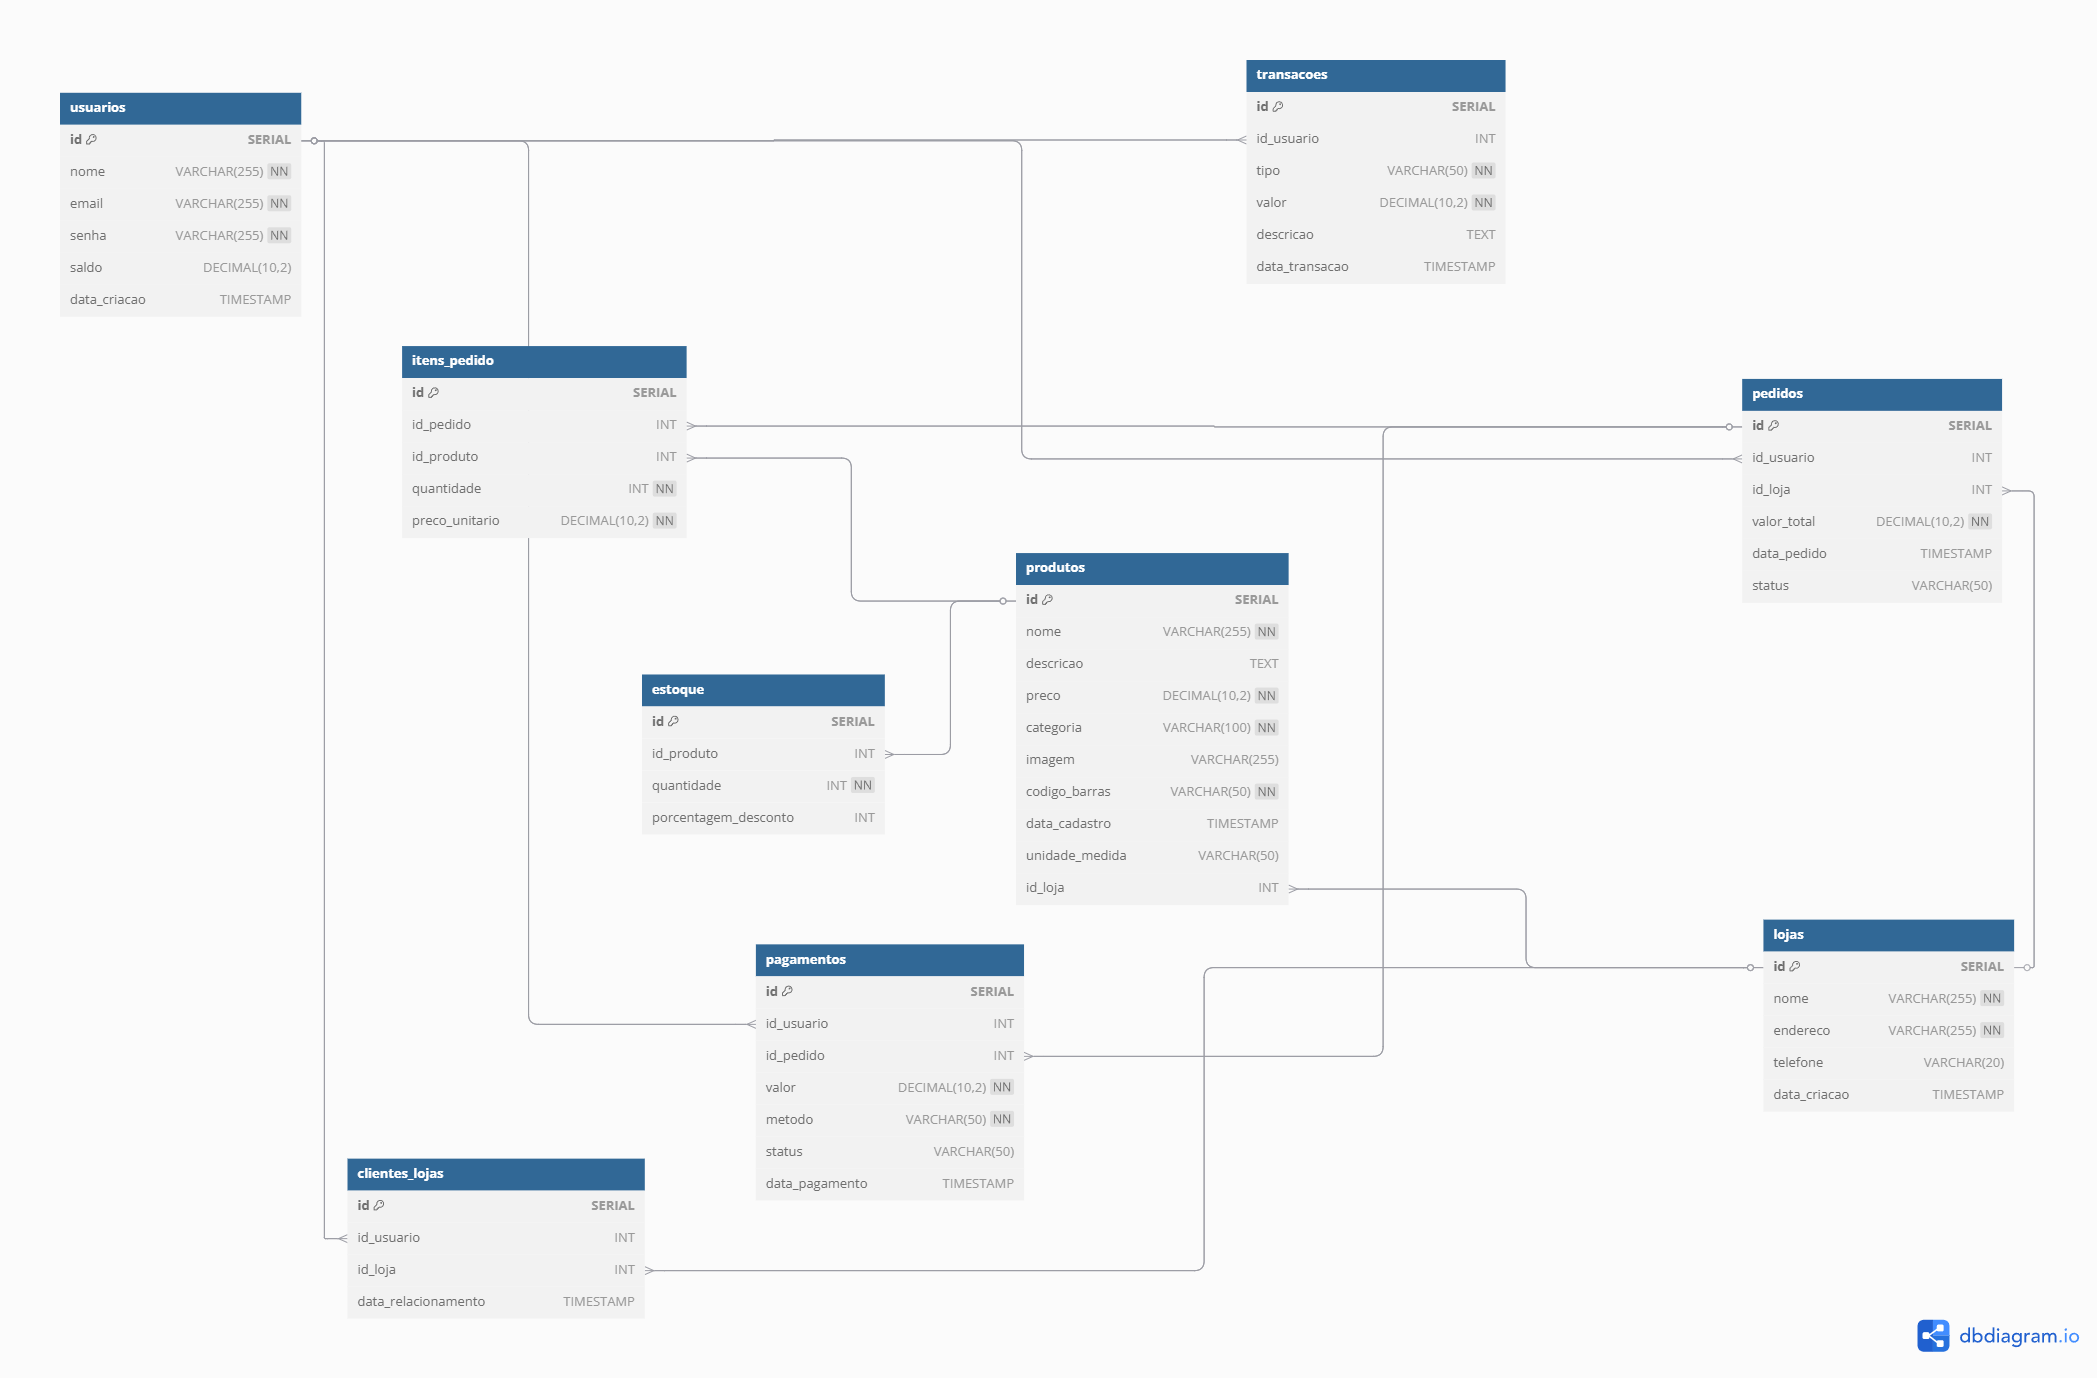 usuarios
id SERIAL
nome VARCHAR(255) NN
email VARCHAR(255) NN
senha VARCHAR(255) NN
saldo DECIMAL(10,2)
data_criacao TIMESTAMP
transacoes
id SERIAL
id_usuario INT
tipo VARCHAR(50) NN
valor DECIMAL(10,2) NN
descricao TEXT
data_transacao TIMESTAMP
itens_pedido
id SERIAL
id_pedido INT
id_produto INT
quantidade INT NN
preco_unitario DECIMAL(10,2) NN
pedidos
id SERIAL
id_usuario INT
id_loja INT
valor_total DECIMAL(10,2) NN
data_pedido TIMESTAMP
status VARCHAR(50)
produtos
id SERIAL
nome VARCHAR(255) NN
descricao TEXT
preco DECIMAL(10,2) NN
categoria VARCHAR(100) NN
imagem VARCHAR(255)
codigo_barras VARCHAR(50) NN
data_cadastro TIMESTAMP
unidade_medida VARCHAR(50)
id_loja INT
estoque
id SERIAL
id_produto INT
quantidade INT NN
porcentagem_desconto INT
lojas
id SERIAL
nome VARCHAR(255) NN
endereco VARCHAR(255) NN
telefone VARCHAR(20)
data_criacao TIMESTAMP
pagamentos
id SERIAL
id_usuario INT
id_pedido INT
valor DECIMAL(10,2) NN
metodo VARCHAR(50) NN
status VARCHAR(50)
data_pagamento TIMESTAMP
clientes_lojas
id SERIAL
id_usuario INT
id_loja INT
data_relacionamento TIMESTAMP
dbdiagram.io